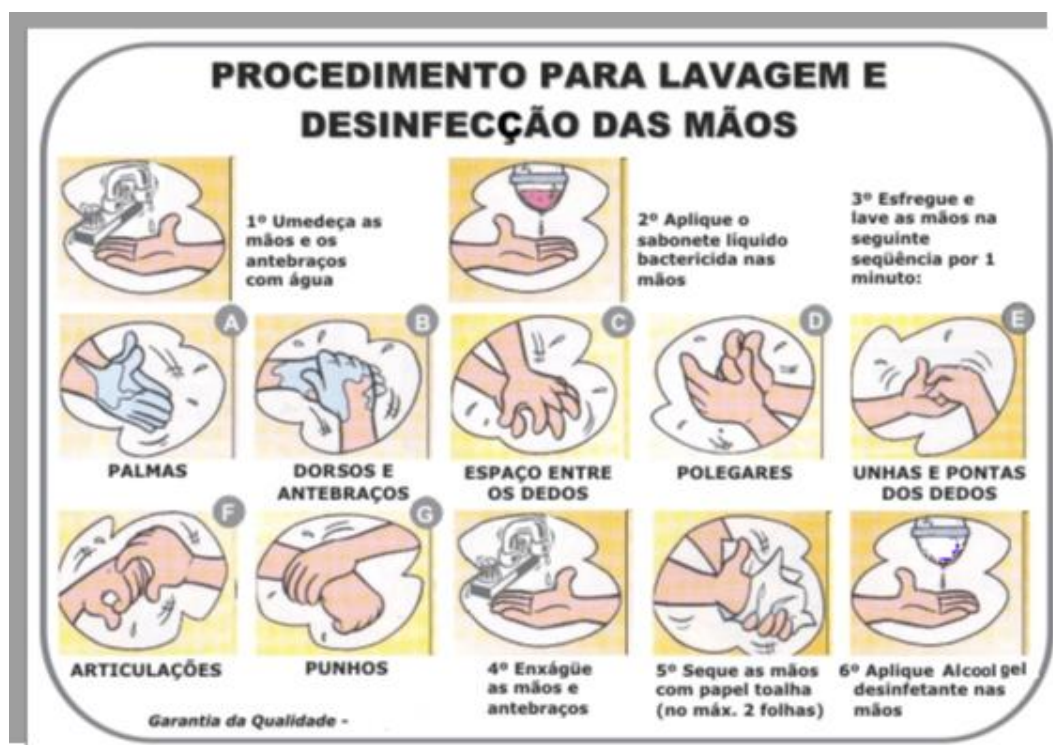 PROCEDIMENTO PARA LAVAGEM E
DESINFECÇÃO DAS MÃOS
1º Umedeça as
mãos e os
antebraços
com água
2º Aplique o
sabonete líquido
bactericida nas
mãos
3º Esfregue e
lave as mãos na
seguinte
seqüência por 1
minuto:
A
B
C
D
E
PALMAS
DORSOS E
ANTEBRAÇOS
ESPAÇO ENTRE
OS DEDOS
POLEGARES
UNHAS E PONTAS
DOS DEDOS
F
G
ARTICULAÇÕES
PUNHOS
4º Enxágüe
as mãos e
antebraços
5º Seque as mãos
com papel toalha
(no máx. 2 folhas)
6º Aplique Alcool gel
desinfetante nas
mãos
Garantia da Qualidade -